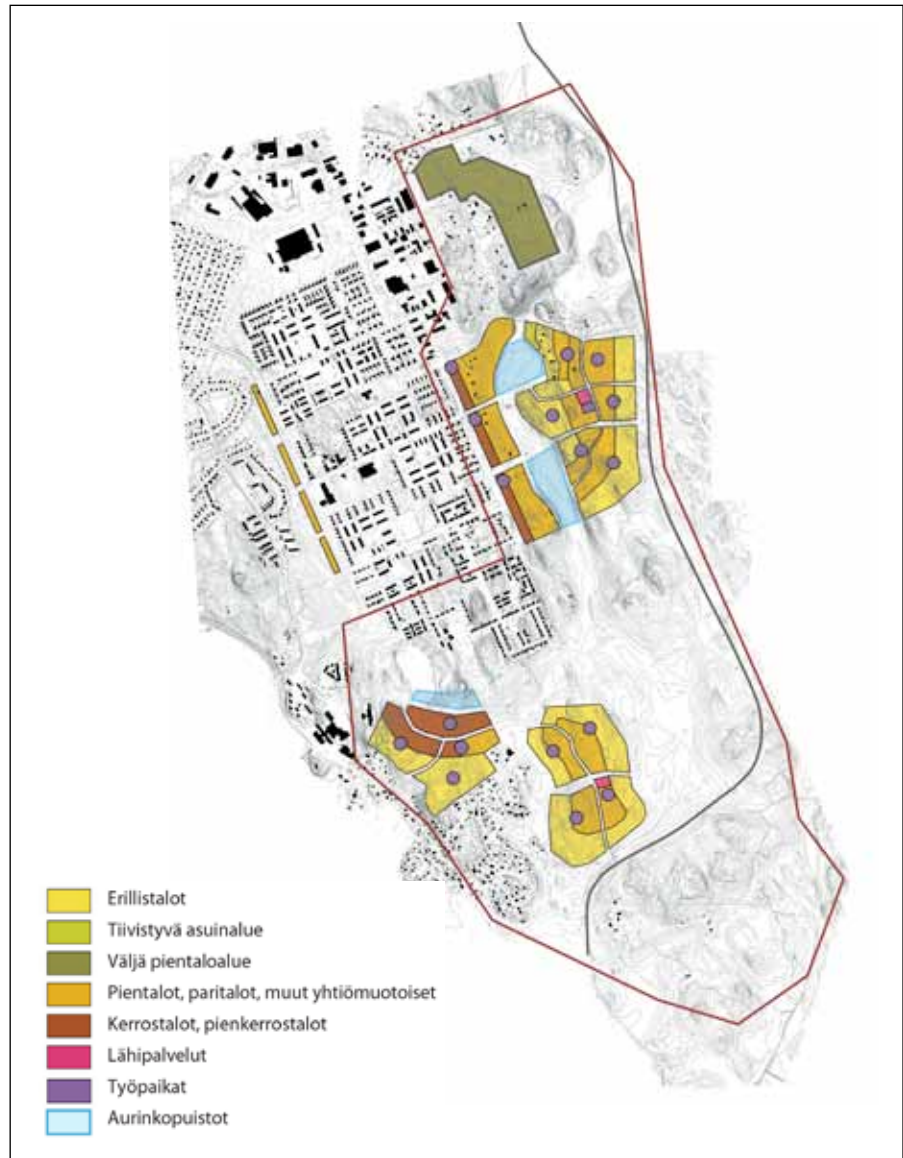 Erillistalot
Tiivistyvä asuinalue
Väljä pientaloalue
Pientalot, paritalot, muut yhtiömuotoiset
Kerrostalot, pienkerrostalot
Lähipalvelut
Työpaikat
Aurinkopuistot